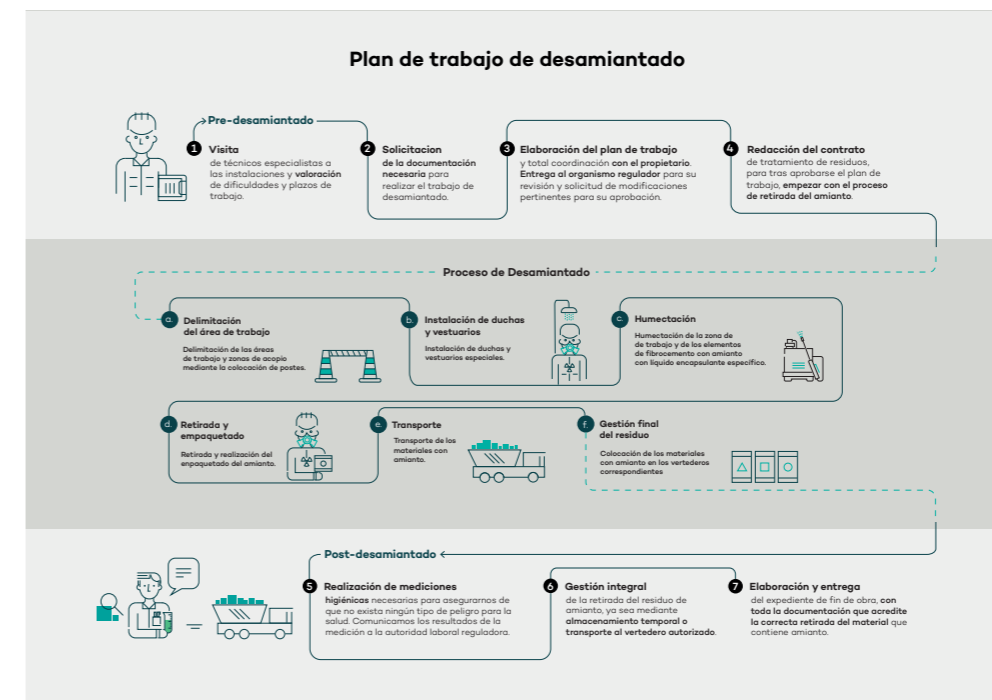 Plan de trabajo de desamiantado
Pre-desamiantado
1 Visita
de técnicos especialistas a
las instalaciones y valoración
de dificuldades y plazos de
trabajo.
2 Solicitacion
de la documentación
necesaria para
realizar el trabajo de
desamiantado.
3 Elaboración del plan de trabajo
y total coordinación con el propietario.
Entrega al organismo regulador para su
revisión y solicitud de modificaciones
pertinentes para su aprobación.
4 Redacción del contrato
de tratamiento de residuos,
para tras aprobarse el plan de
trabajo, empezar con el proceso
de retirada del amianto.
Proceso de Desamiantado
a. Delimitación
del área de trabajo
Delimitación de las áreas
de trabajo y zonas de acopio
mediante la colocación de postes.
b. Instalación de duchas
y vestuarios
Instalación de duchas y
vestuarios especiales.
c. Humectación
Humectación de la zona de
de trabajo y de los elementos
de fibrocemento con amianto
con líquido encapsulante específico.
d. Retirada y
empaquetado
Retirada y realización del
empaquetado del amianto.
e. Transporte
Transporte de los
materiales con
amianto.
f. Gestión final
del residuo
Colocación de los materiales
con amianto en los vertederos
correspondientes
Post-desamiantado
5 Realización de mediciones
higiénicas necesarias para asegurarnos de
que no exista ningún tipo de peligro para la
salud. Comunicamos los resultados de la
medición a la autoridad laboral reguladora.
6 Gestión integral
de la retirada del residuo de
amianto, ya sea mediante
almacenamiento temporal o
transporte al vertedero autorizado.
7 Elaboración y entrega
del expediente de fin de obra, con
toda la documentación que acredite
la correcta retirada del material que
contiene amianto.